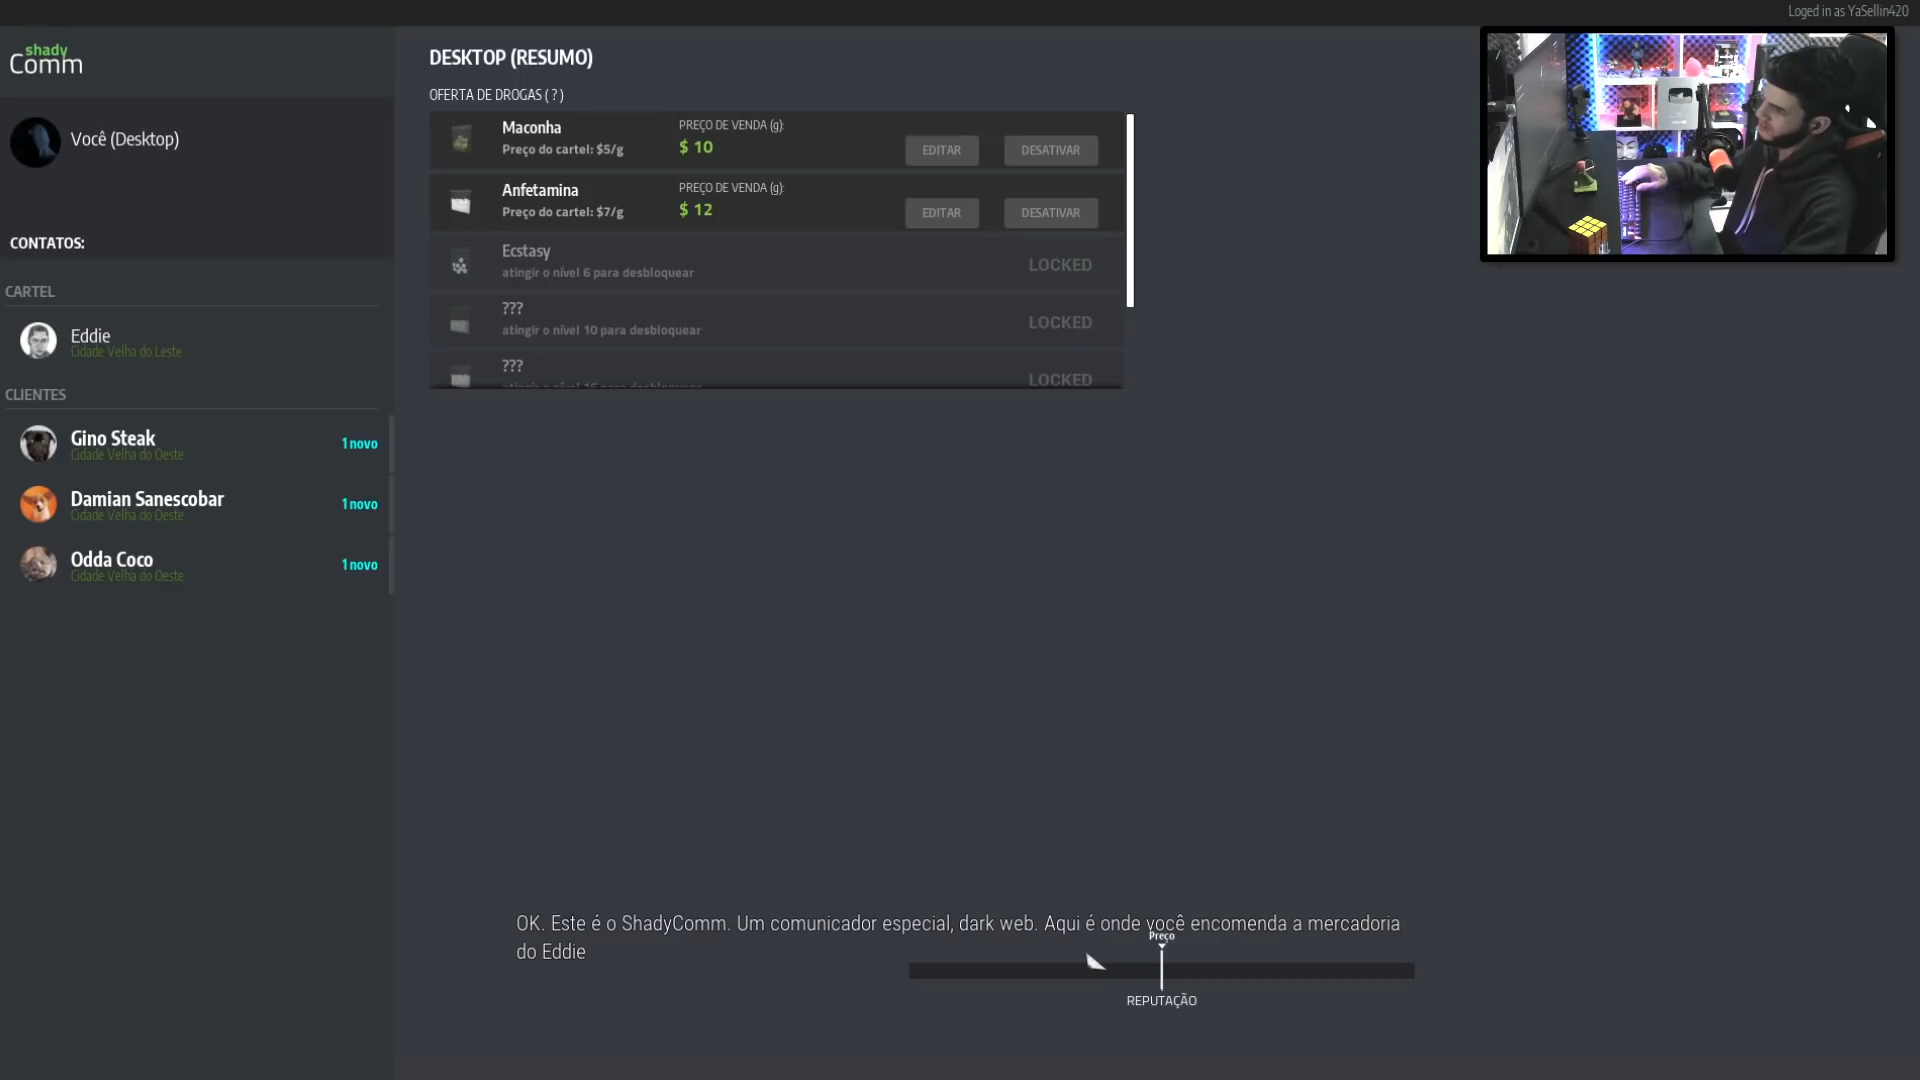 Loged in as YaSellin420
shady
Comm
DESKTOP (RESUMO)
OFERTA DE DROGAS ( ? )
Você (Desktop)
CONTATOS:
CARTEL
Eddie
Cidade Velha do Leste
CLIENTES
Gino Steak
Cidade Velha do Oeste
1 novo
Damian Sanescobar
Cidade Velha do Oeste
1 novo
Odda Coco
Cidade Velha do Oeste
1 novo
Maconha
Preço do cartel: $5/g
PREÇO DE VENDA (g):
$ 10
EDITAR
DESATIVAR
Anfetamina
Preço do cartel: $7/g
PREÇO DE VENDA (g):
$ 12
EDITAR
DESATIVAR
Ecstasy
atingir o nível 6 para desbloquear
LOCKED
???
atingir o nível 10 para desbloquear
LOCKED
???
atingir o nível 16 para desbloquear
LOCKED
OK. Este é o ShadyComm. Um comunicador especial, dark web. Aqui é onde você encomenda a mercadoria
do Eddie
Preço
REPUTAÇÃO